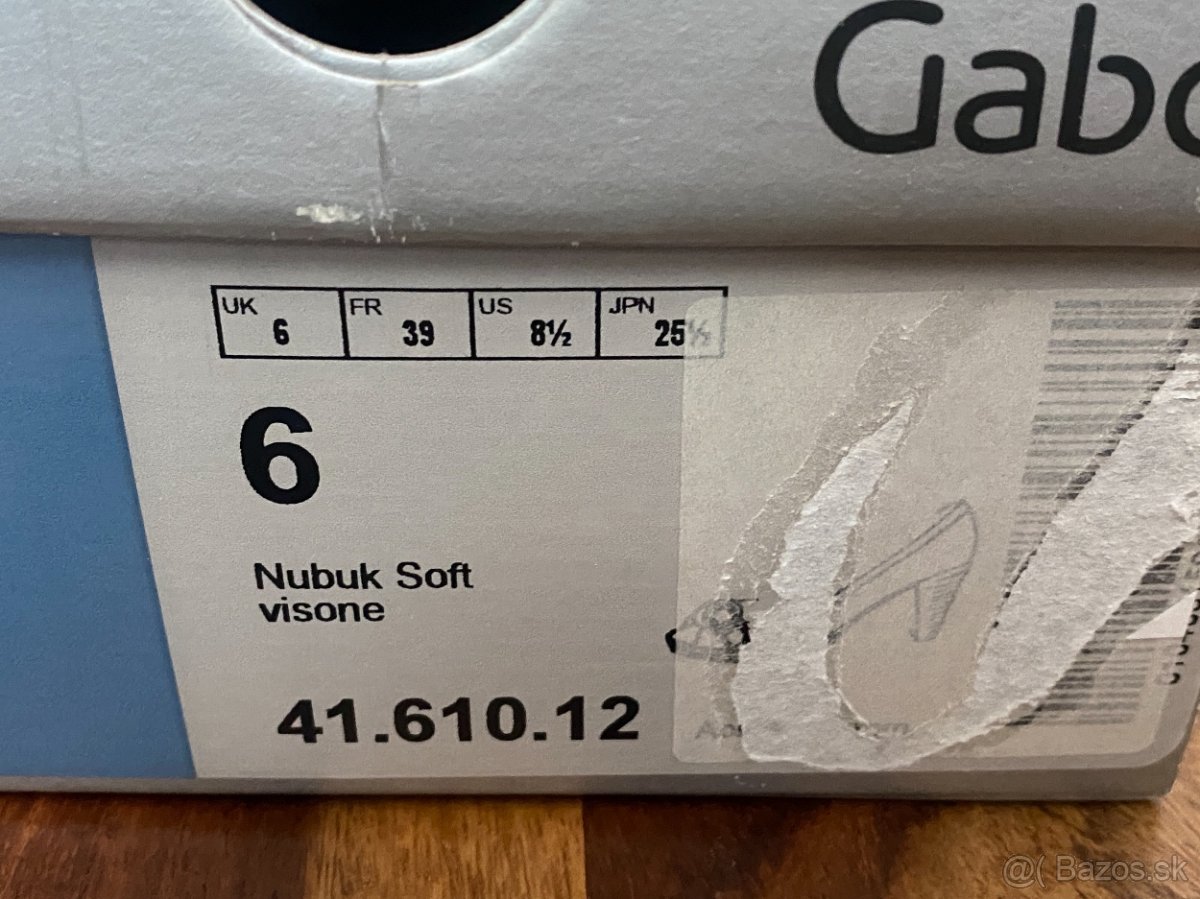 Gabo
UK 6 FR 39 US 8½ JPN 25½
6
Nubuk Soft
visone
41.610.12
@( Bazos.sk